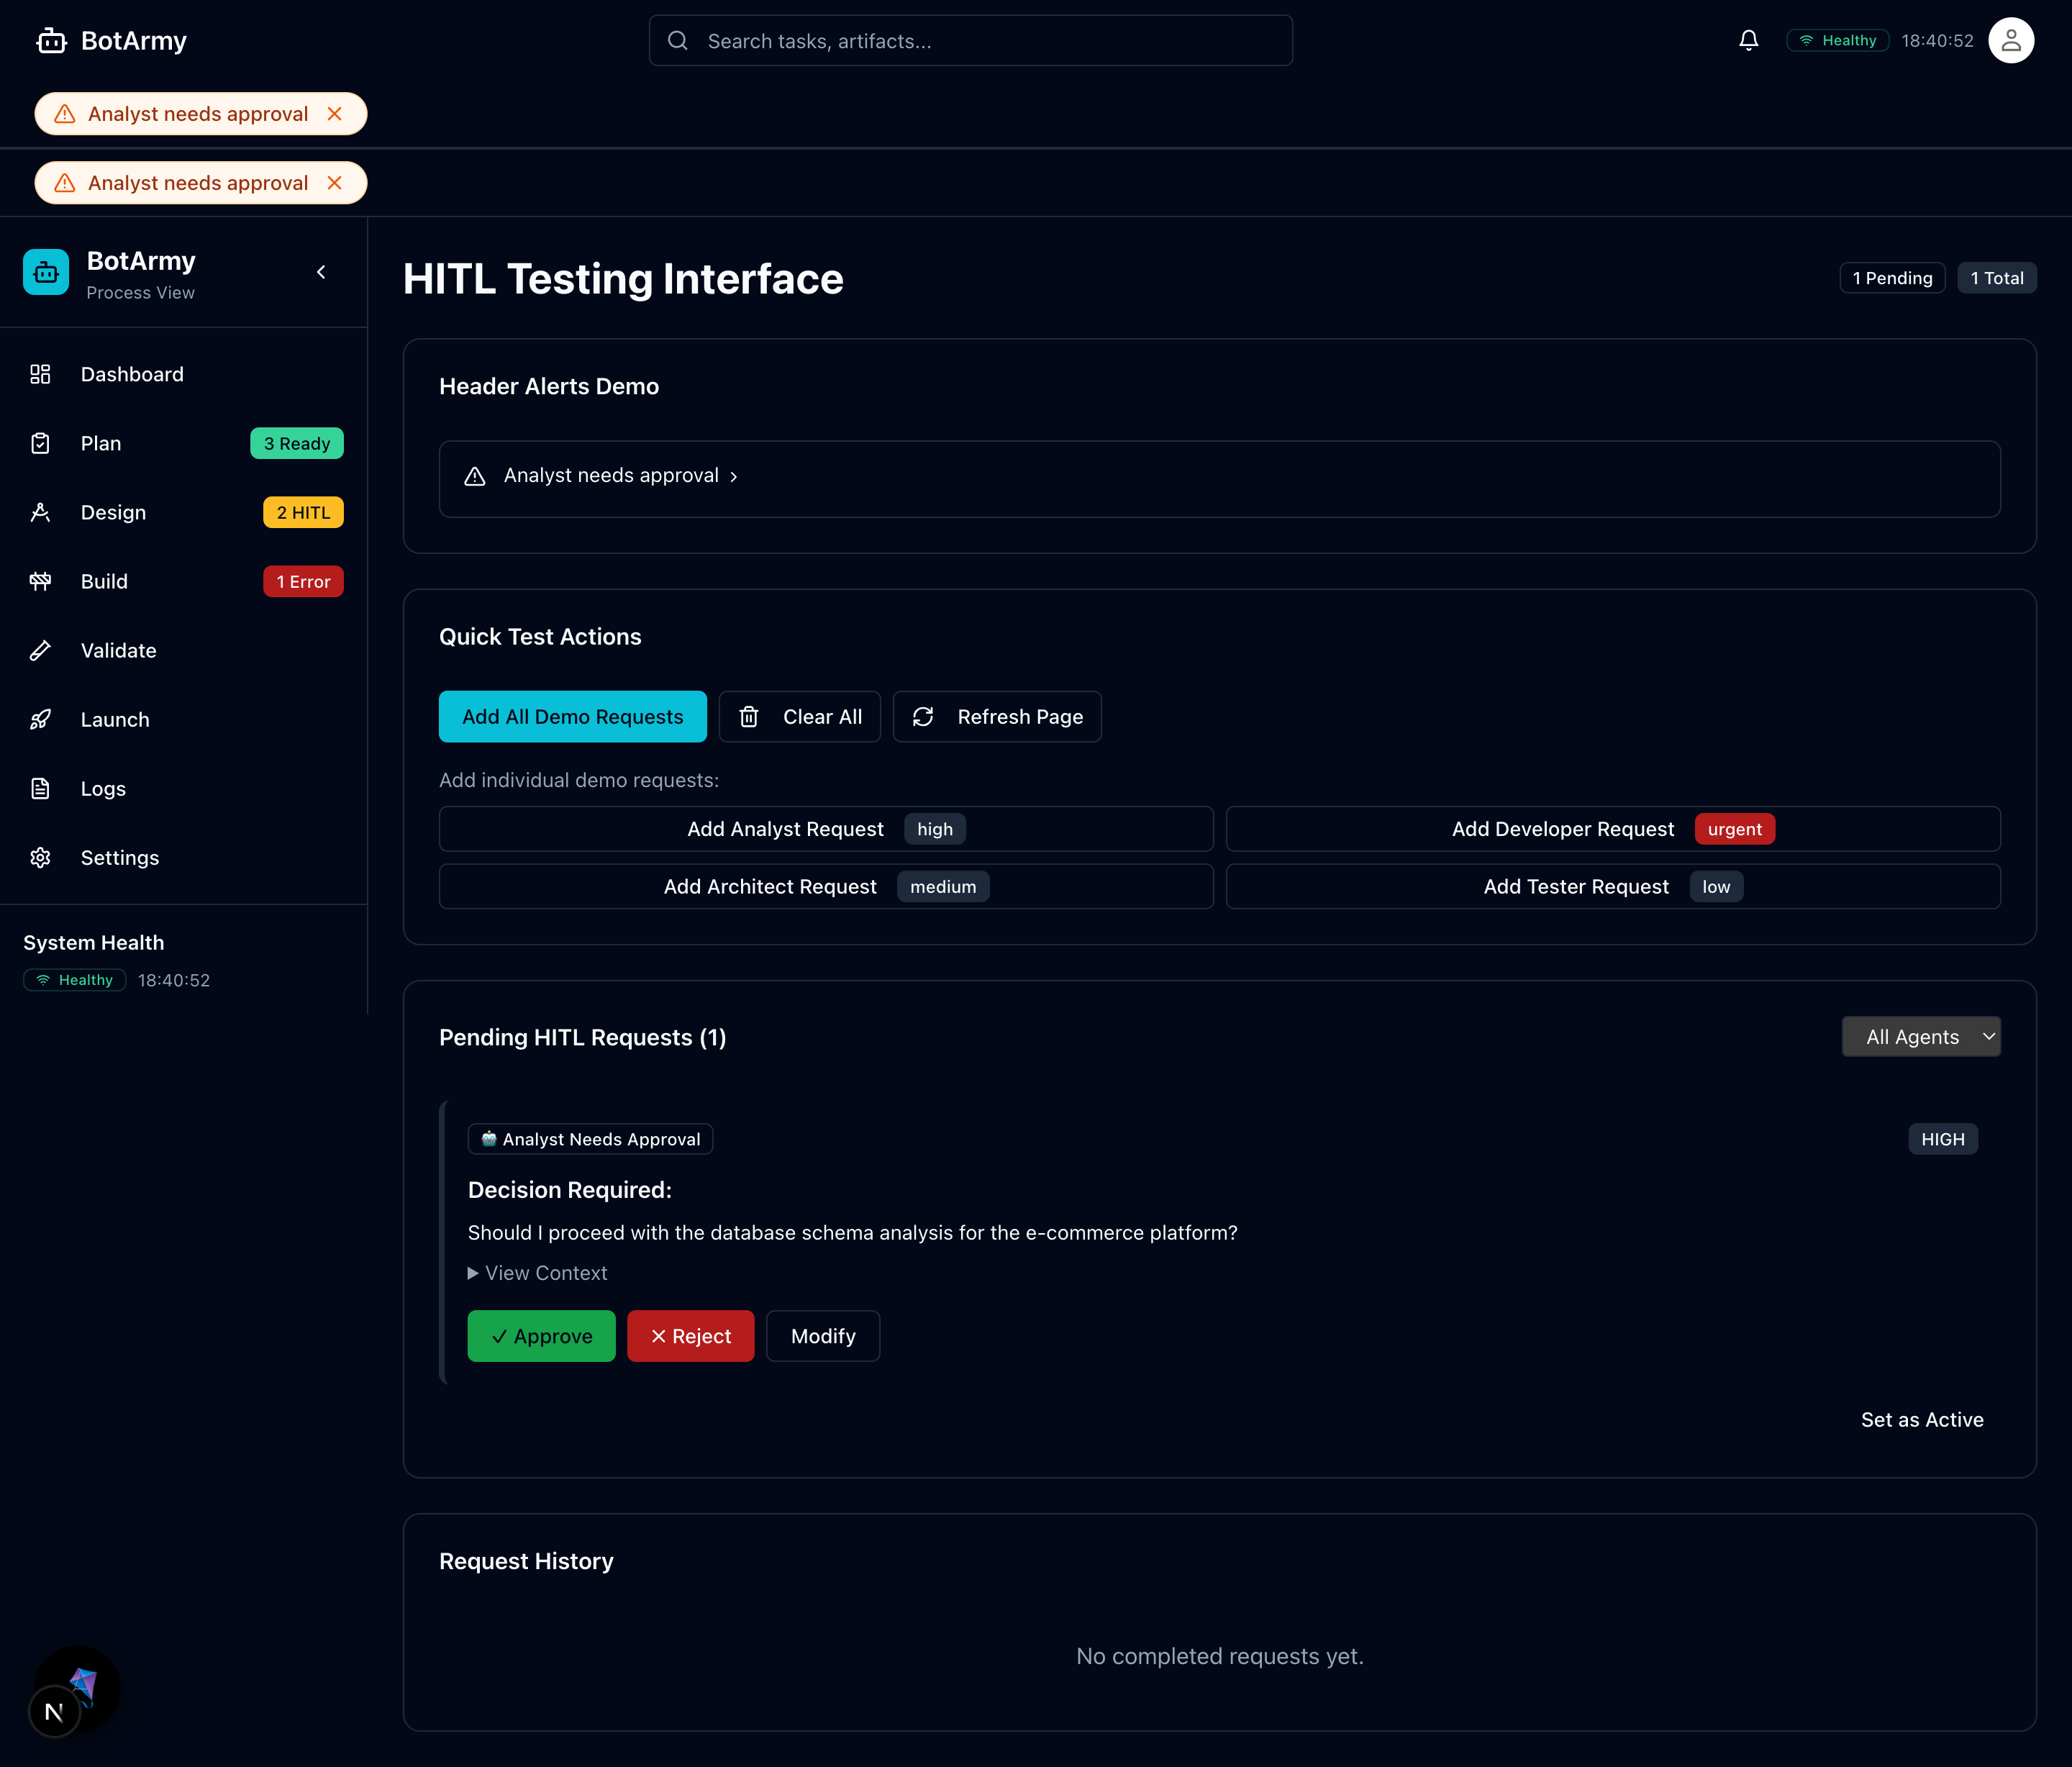 BotArmy
Search tasks, artifacts...
Healthy
18:40:52
Analyst needs approval
Analyst needs approval
BotArmy
Process View
Dashboard
Plan
3 Ready
Design
2 HITL
Build
1 Error
Validate
Launch
Logs
Settings
System Health
Healthy
18:40:52
HITL Testing Interface
1 Pending
1 Total
Header Alerts Demo
Analyst needs approval
Quick Test Actions
Add All Demo Requests
Clear All
Refresh Page
Add individual demo requests:
Add Analyst Request
high
Add Developer Request
urgent
Add Architect Request
medium
Add Tester Request
low
Pending HITL Requests (1)
All Agents
Analyst Needs Approval
HIGH
Decision Required:
Should I proceed with the database schema analysis for the e-commerce platform?
View Context
Approve
Reject
Modify
Set as Active
Request History
No completed requests yet.
N